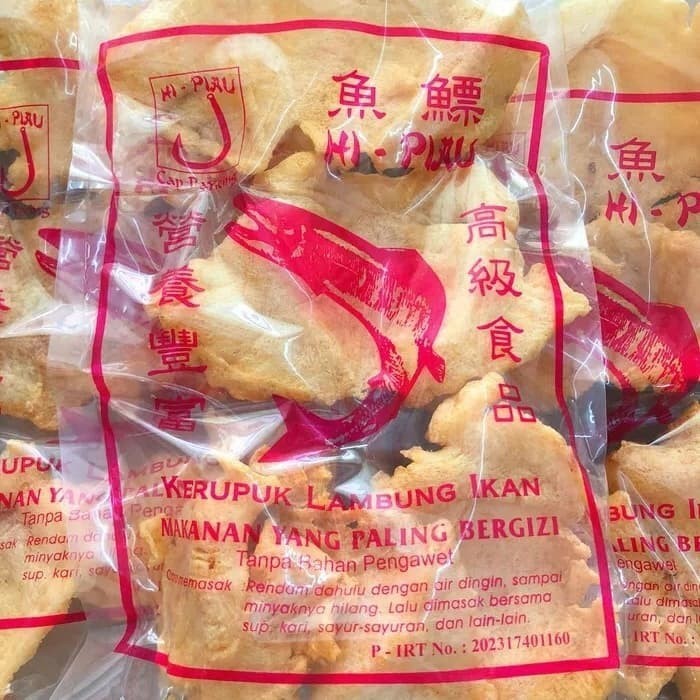 HI - PIAU
Cap Pancing
魚鰾
HI - PIAU
營養豐富
高級食品
KERUPUK LAMBUNG IKAN
MAKANAN YANG PALING BERGIZI
Tanpa Bahan Pengawet
Cara memasak : Rendam dahulu dengan air dingin, sampai
minyaknya hilang. Lalu dimasak bersama
sup, kari, sayur-sayuran, dan lain-lain.
P - IRT No. : 202317401160